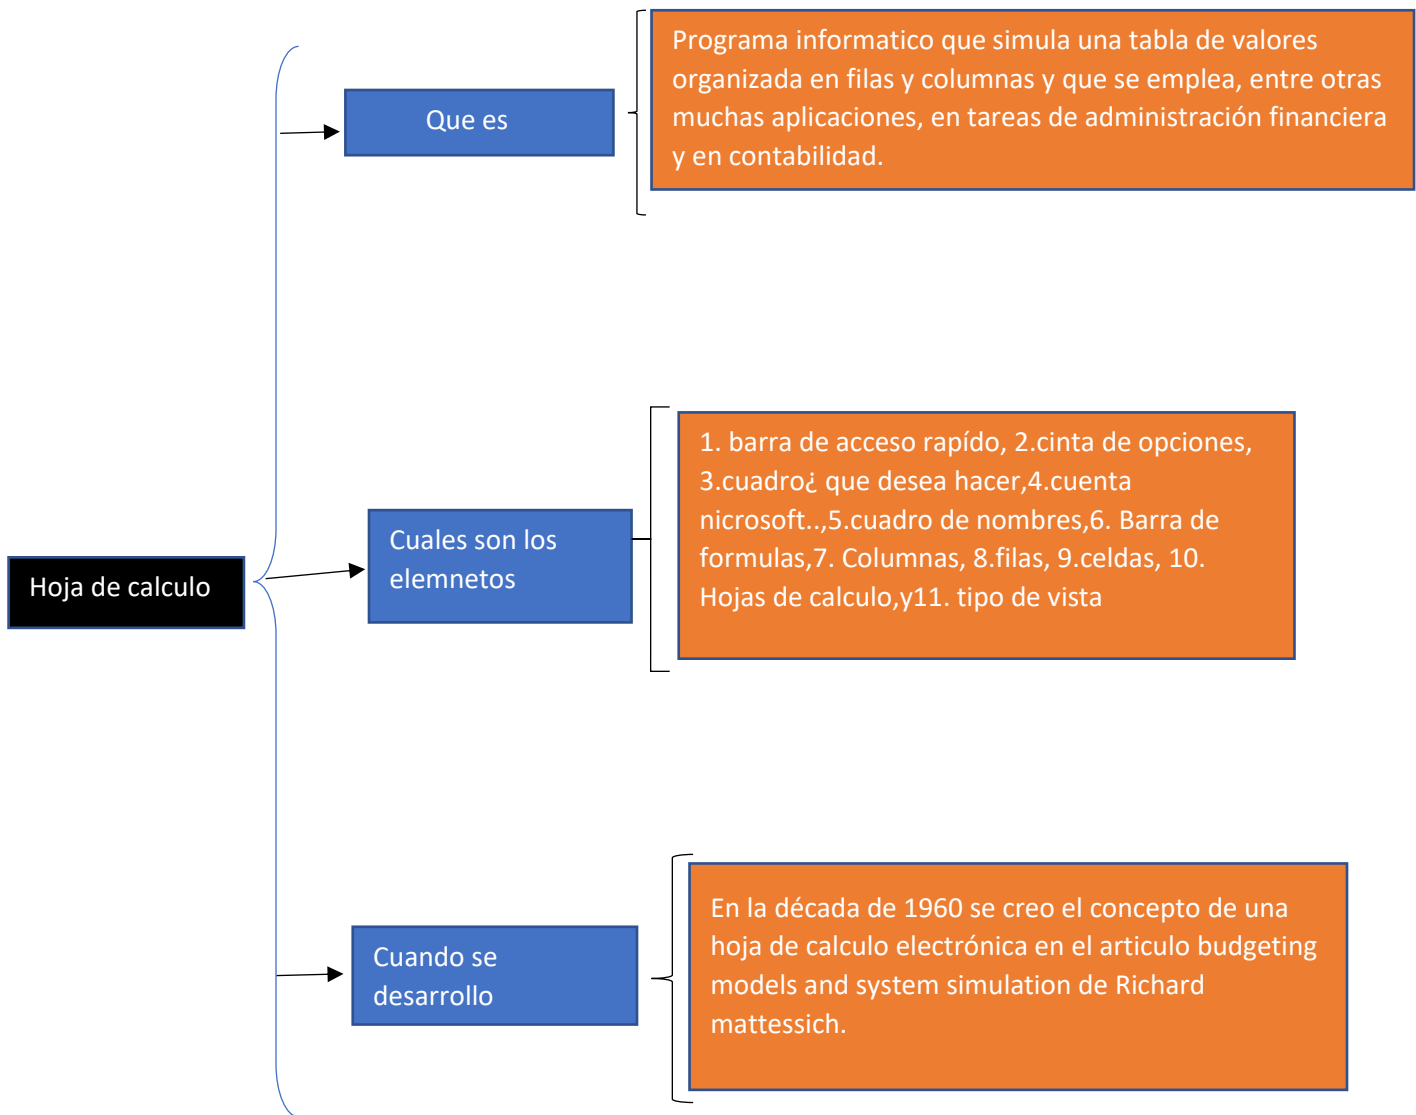 Hoja de calculo
Que es
Programa informatico que simula una tabla de valores
organizada en filas y columnas y que se emplea, entre otras
muchas aplicaciones, en tareas de administración financiera
y en contabilidad.
Cuales son los
elemnetos
1. barra de acceso rapído, 2.cinta de opciones,
3.cuadro¿ que desea hacer,4.cuenta
nicrosoft..,5.cuadro de nombres,6. Barra de
formulas,7. Columnas, 8.filas, 9.celdas, 10.
Hojas de calculo,y11. tipo de vista
Cuando se
desarrollo
En la década de 1960 se creo el concepto de una
hoja de calculo electrónica en el articulo budgeting
models and system simulation de Richard
mattessich.